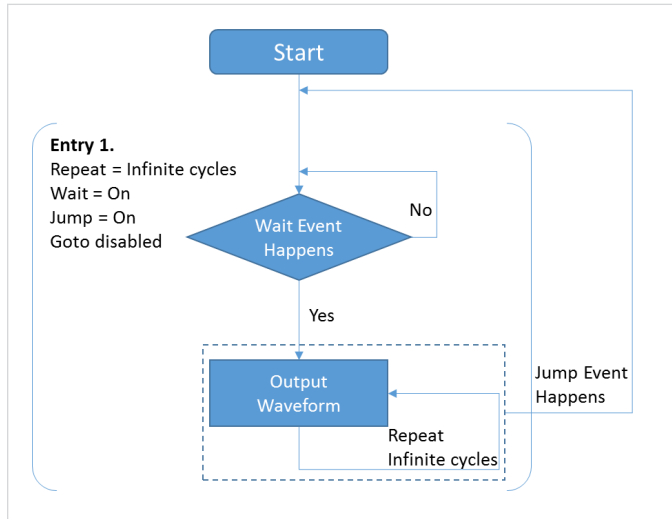 Start
Entry 1.
Repeat = Infinite cycles
Wait = On
Jump = On
Goto disabled
Wait Event
Happens
No
Yes
Output
Waveform
Repeat
Infinite cycles
Jump Event
Happens